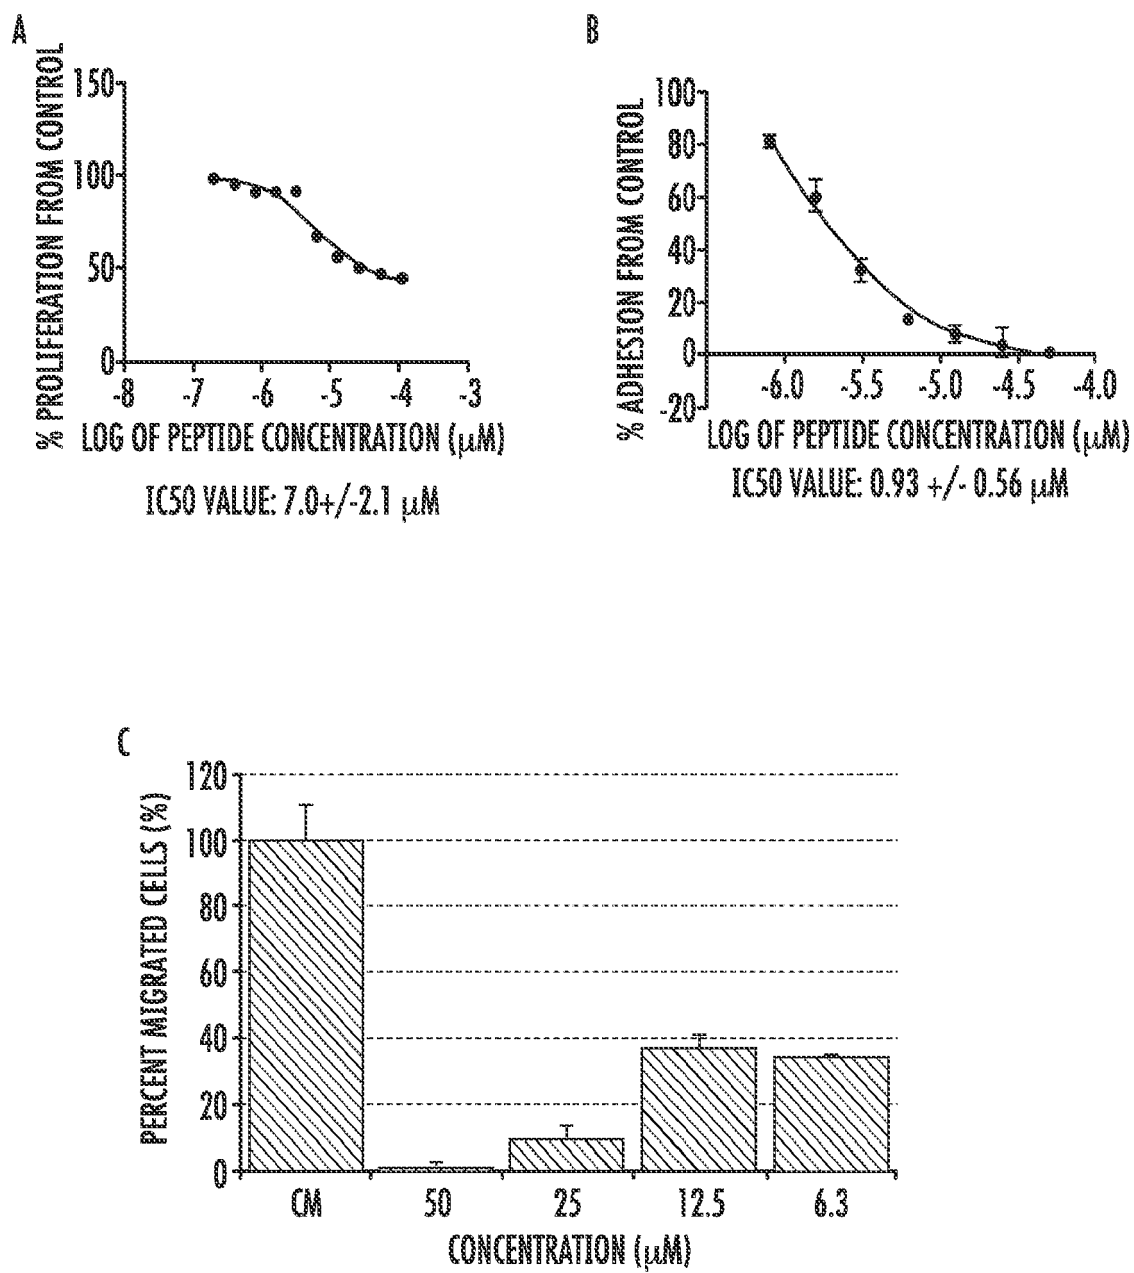 A
% PROLIFERATION FROM CONTROL
150
100
50
0
-8 -7 -6 -5 -4 -3
LOG OF PEPTIDE CONCENTRATION (µM)
IC50 VALUE: 7.0+/-2.1 µM
B
% ADHESION FROM CONTROL
100
80
60
40
20
0
-20
-6.0 -5.5 -5.0 -4.5 -4.0
LOG OF PEPTIDE CONCENTRATION (µM)
IC50 VALUE: 0.93 +/- 0.56 µM
C
PERCENT MIGRATED CELLS (%)
120
100
80
60
40
20
0
CM 50 25 12.5 6.3
CONCENTRATION (µM)